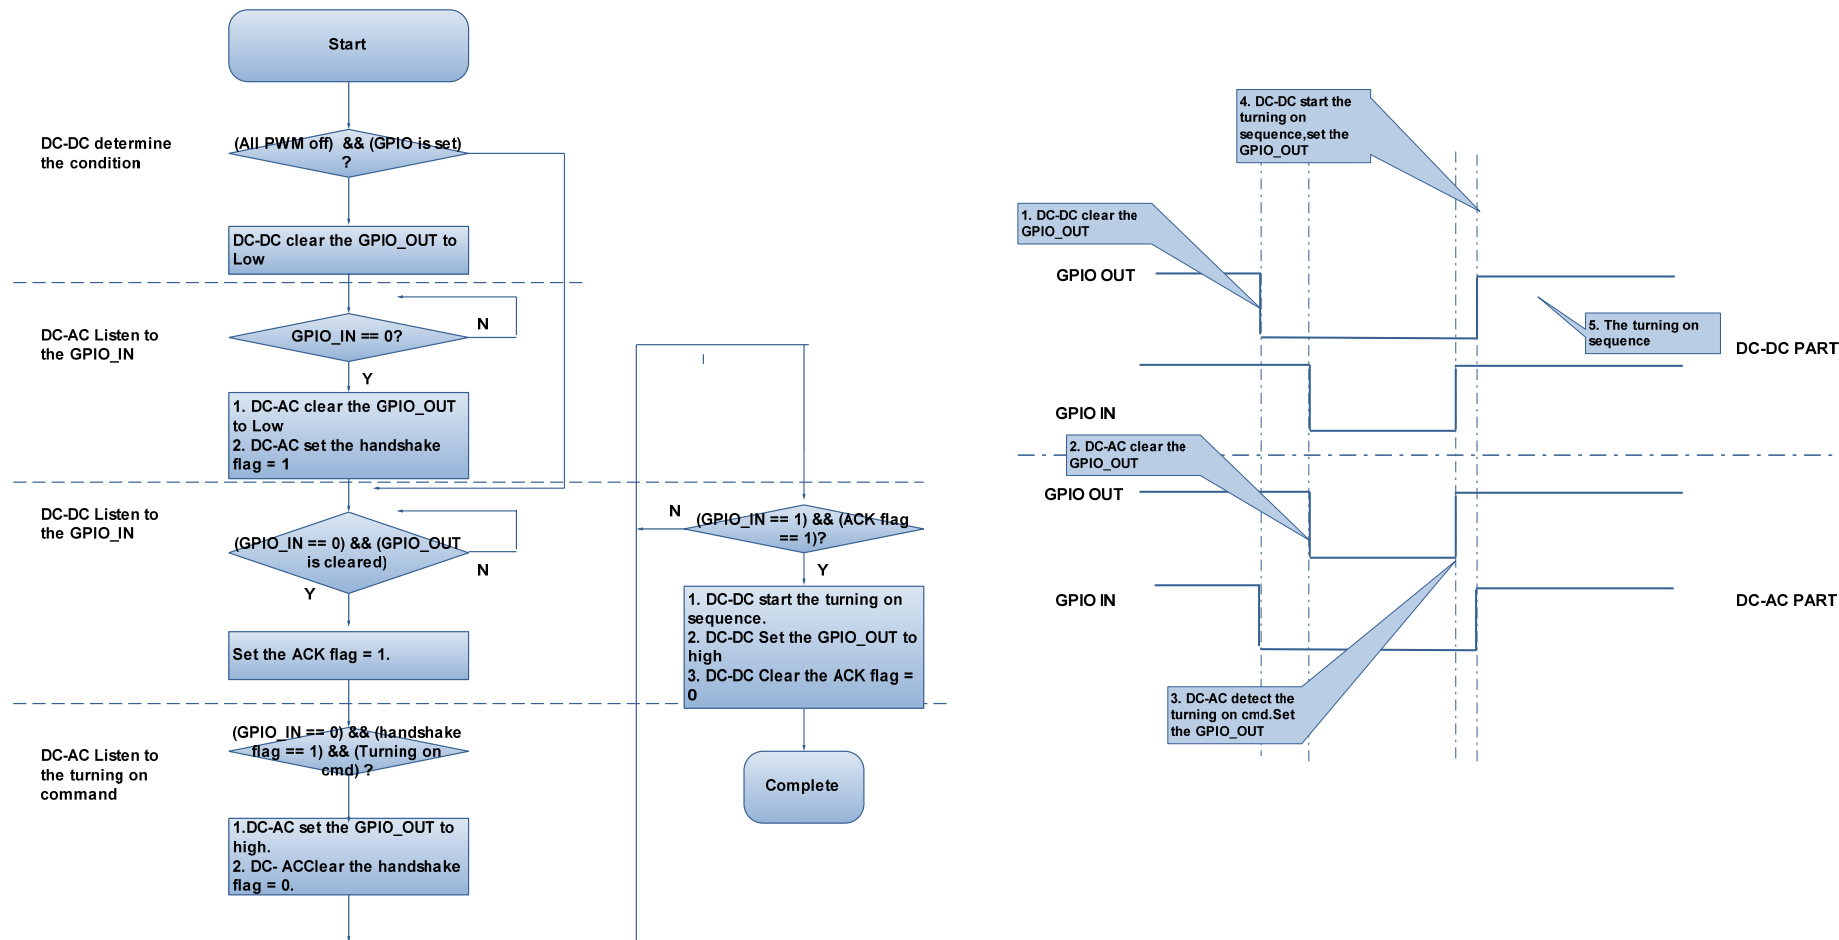 Start
DC-DC determine
the condition
(All PWM off)  && (GPIO is set)
?
DC-DC clear the GPIO_OUT to
Low
DC-AC Listen to
the GPIO_IN
GPIO_IN == 0?
N
Y
1. DC-AC clear the GPIO_OUT
to Low
2. DC-AC set the handshake
flag = 1
DC-DC Listen to
the GPIO_IN
(GPIO_IN == 0) && (GPIO_OUT
is cleared)
N
Y
Set the ACK flag = 1.
DC-AC Listen to
the turning on
command
(GPIO_IN == 0) && (handshake
flag == 1) && (Turning on
cmd) ?
1.DC-AC set the GPIO_OUT to
high.
2. DC- ACClear the handshake
flag = 0.
N
(GPIO_IN == 1) && (ACK flag
== 1)?
Y
1. DC-DC start the turning on
sequence.
2. DC-DC Set the GPIO_OUT to
high
3. DC-DC Clear the ACK flag =
0
Complete
4. DC-DC start the
turning on
sequence,set the
GPIO_OUT
1. DC-DC clear the
GPIO_OUT
GPIO OUT
5. The turning on
sequence
DC-DC PART
GPIO IN
2. DC-AC clear the
GPIO_OUT
GPIO OUT
GPIO IN
DC-AC PART
3. DC-AC detect the
turning on cmd.Set
the GPIO_OUT